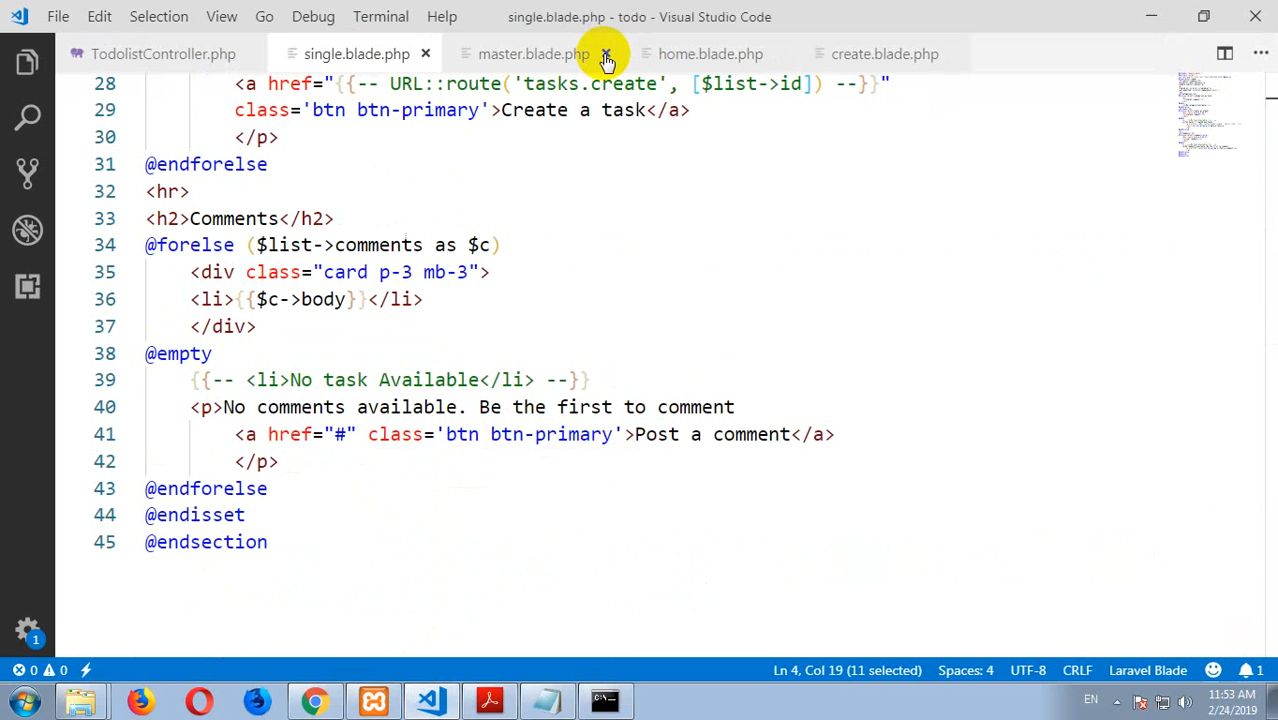 File Edit Selection View Go Debug Terminal Help single.blade.php - todo - Visual Studio Code
TodolistController.php single.blade.php master.blade.php home.blade.php create.blade.php
28 <a href="{{-- URL::route('tasks.create', [$list->id]) --}}"
29 class='btn btn-primary'>Create a task</a>
30 </p>
31 @endforelse
32 <hr>
33 <h2>Comments</h2>
34 @forelse ($list->comments as $c)
35 <div class="card p-3 mb-3">
36 <li>{{$c->body}}</li>
37 </div>
38 @empty
39 {{-- <li>No task Available</li> --}}
40 <p>No comments available. Be the first to comment
41 <a href="#" class='btn btn-primary'>Post a comment</a>
42 </p>
43 @endforelse
44 @endisset
45 @endsection
1
0 0 Ln 4, Col 19 (11 selected) Spaces: 4 UTF-8 CRLF Laravel Blade 1
EN 11:53 AM
2/24/2019